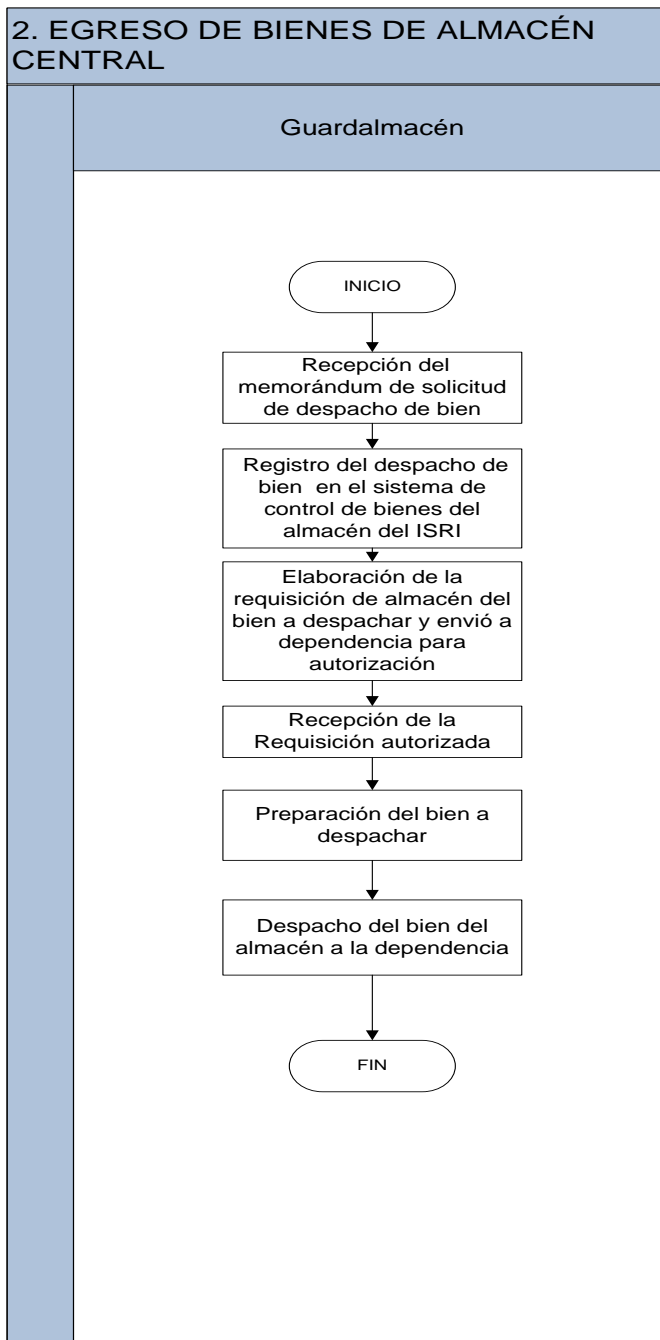 2. EGRESO DE BIENES DE ALMACÉN
CENTRAL
Guardalmacén
INICIO
Recepción del
memorándum de solicitud
de despacho de bien
Registro del despacho de
bien en el sistema de
control de bienes del
almacén del ISRI
Elaboración de la
requisición de almacén del
bien a despachar y envió a
dependencia para
autorización
Recepción de la
Requisición autorizada
Preparación del bien a
despachar
Despacho del bien del
almacén a la dependencia
FIN